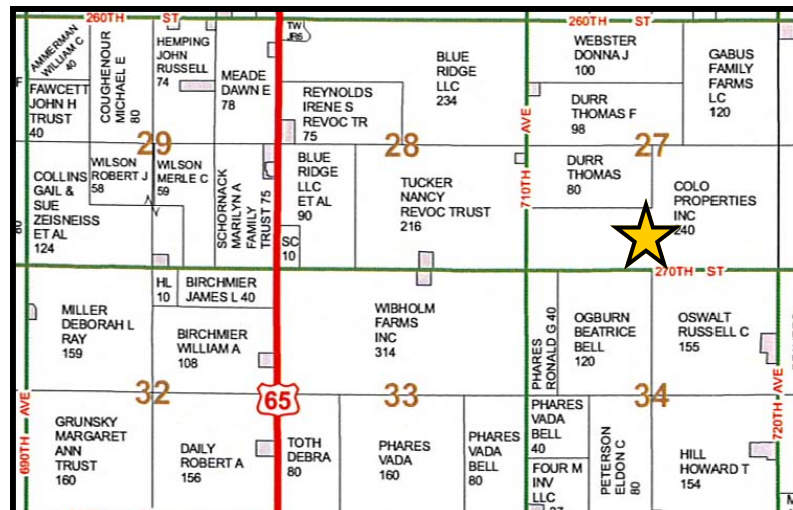 260TH ST
260TH ST
AMMERMAN
WILLIAM C
40
COUGHENOUR
MICHAEL E
80
HEMPING
JOHN
RUSSELL
74
MEADE
DAWN E
78
TW
JR6
REYNOLDS
IRENE S
REVOC TR
75
BLUE
RIDGE
LLC
234
WEBSTER
DONNA J
100
GABUS
FAMILY
FARMS
LC
120
FAWCETT
JOHN H
TRUST
40
DURR
THOMAS F
98
29
28
27
710TH AVE
COLLINS
GAIL &
SUE
ZEISNEISS
ET AL
124
80
WILSON
ROBERT J
58
WILSON
MERLE C
59
SCHORNACK
MARILYN A
FAMILY
TRUST 75
BLUE
RIDGE
LLC
ET AL
90
SC
10
TUCKER
NANCY
REVOC TRUST
216
DURR
THOMAS
80
COLO
PROPERTIES
INC
240
270TH ST
MILLER
DEBORAH L
RAY
159
HL
10
BIRCHMIER
JAMES L 40
BIRCHMIER
WILLIAM A
108
WIBHOLM
FARMS
INC
314
PHARES
RONALD G 40
OGBURN
BEATRICE
BELL
120
OSWALT
RUSSELL C
155
32
65
33
34
690TH AVE
720TH AVE
GRUNSKY
MARGARET
ANN
TRUST
160
DAILY
ROBERT A
156
TOTH
DEBRA
80
PHARES
VADA
160
PHARES
VADA
BELL
80
PHARES
VADA
BELL
40
FOUR M
INV
LLC
37
PETERSON
ELDON C
80
HILL
HOWARD T
154